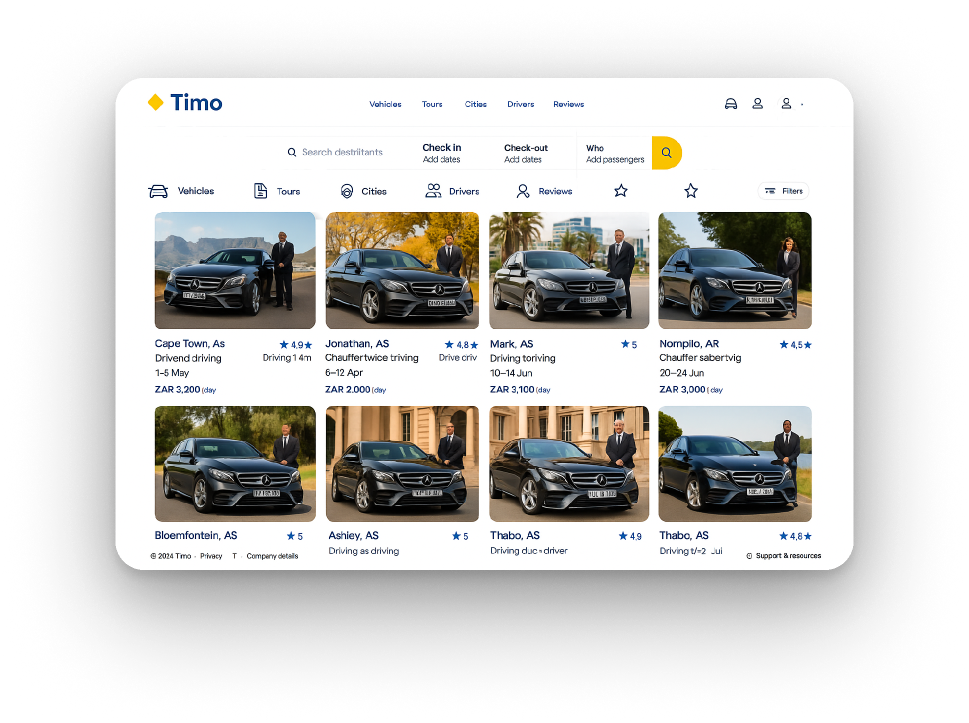 Timo
Vehicles Tours Cities Drivers Reviews
Search destriitants
Check in
Add dates
Check-out
Add dates
Who
Add passengers
Vehicles Tours Cities Drivers Reviews Filters
Cape Town, As ★ 4,9★
Drivend driving Driving 1 4m
1–5 May
ZAR 3,200 (day
Jonathan, AS ★ 4,8★
Chauffertwice triving Drive criv
6–12 Apr
ZAR 2.000 (day
Mark, AS ★ 5
Driving toriving
10–14 Jun
ZAR 3,100 (day
Nompilo, AR ★ 4,5★
Chauffer sabertvig
20–24 Jun
ZAR 3,000 ( day
Bloemfontein, AS ★ 5
Ashley, AS ★ 5
Driving as driving
Thabo, AS ★ 4.9
Driving duc = driver
Thabo, AS ★ 4,8★
Driving t/=2 Jui
© 2024 Timo · Privacy T · Company details
Support & resources